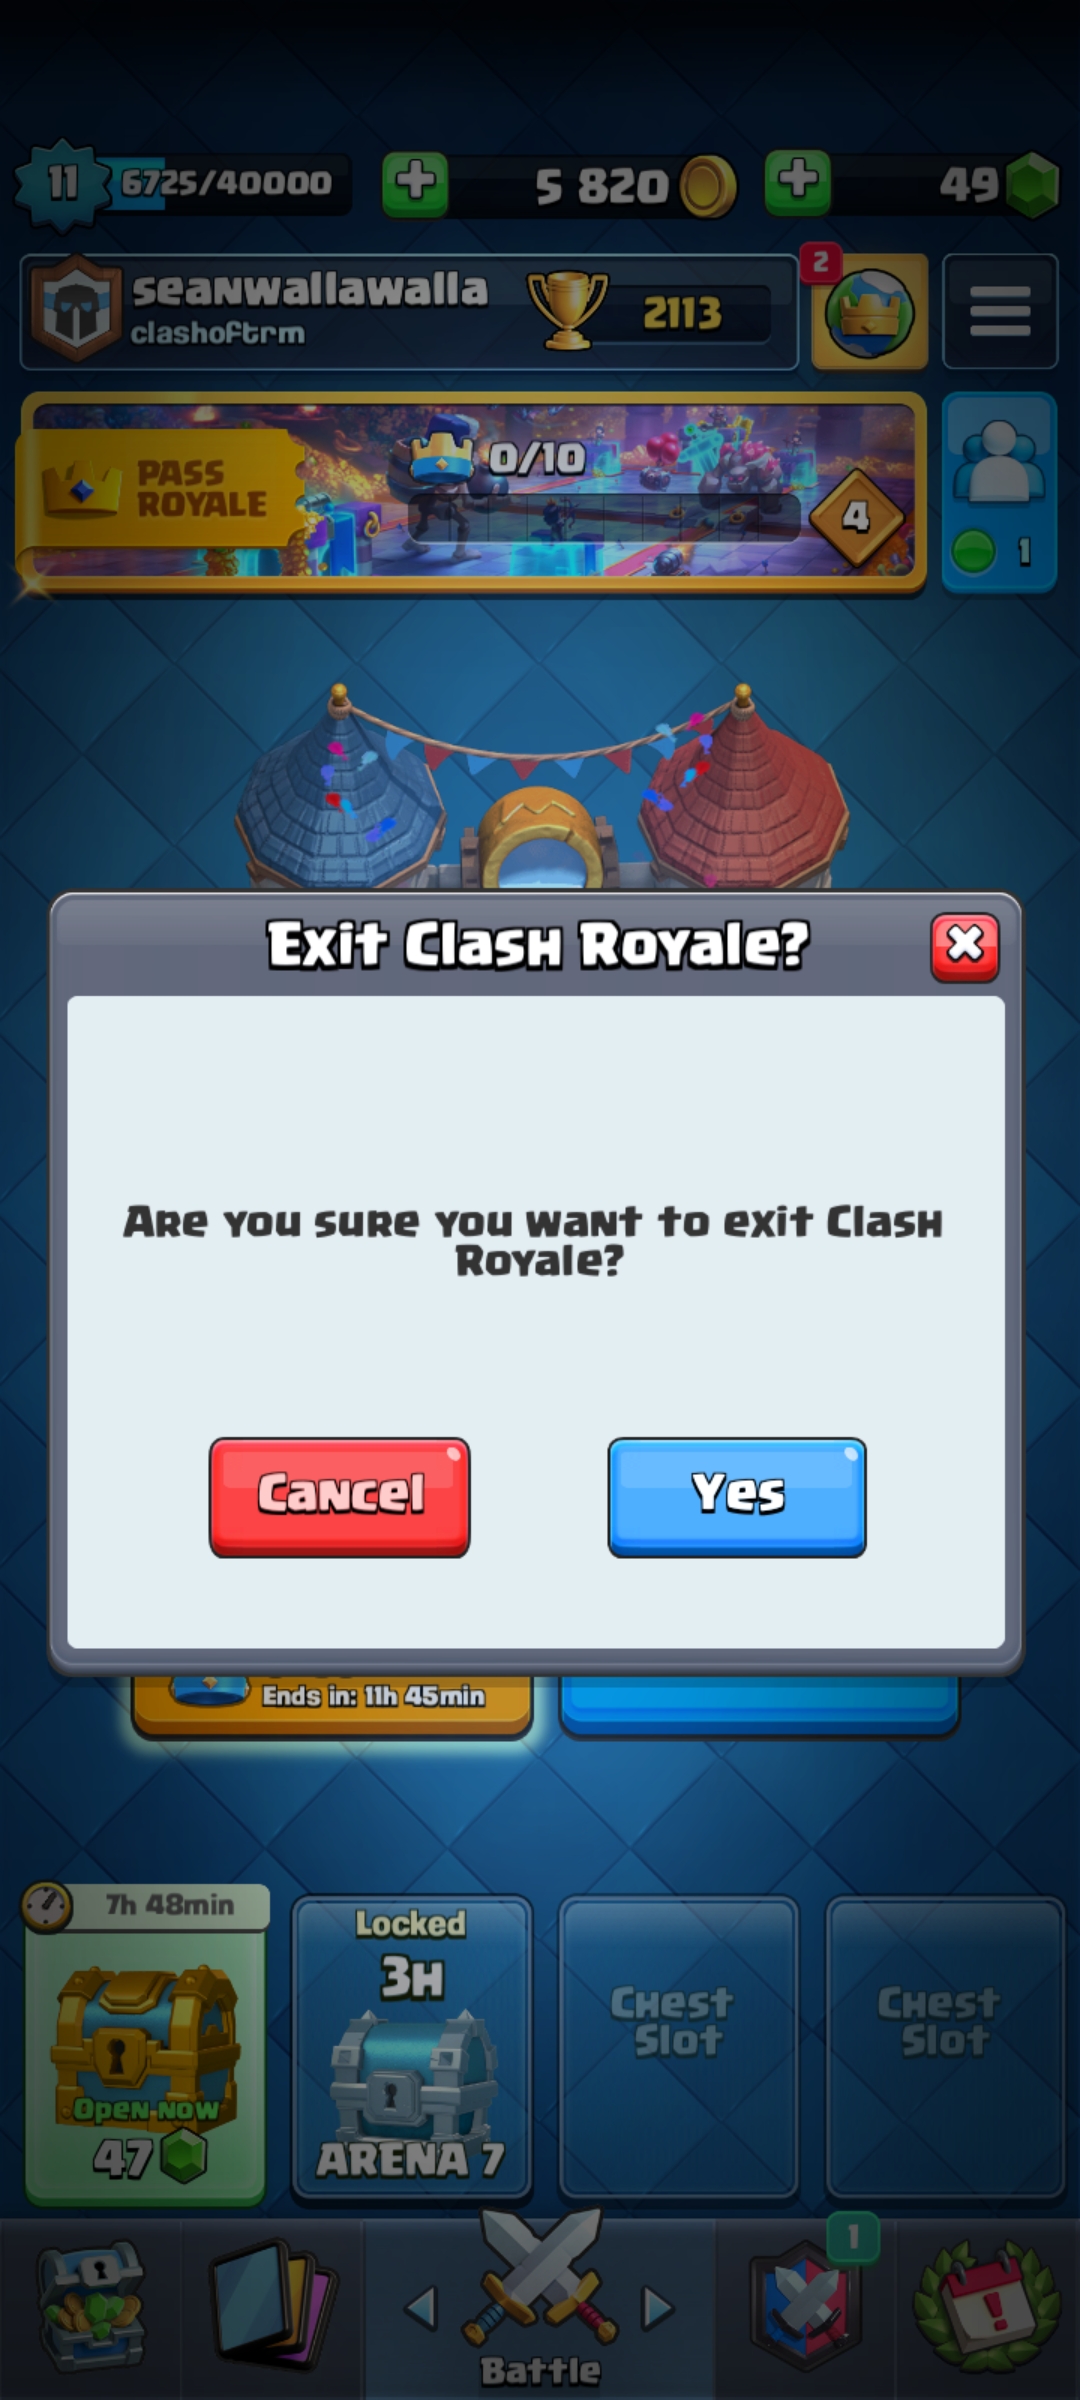 11
6725/40000
5 820
49
seanwallawalla
clashoftrm
2113
2
PASS
ROYALE
0/10
4
1
Exit Clash Royale?
Are you sure you want to exit Clash
Royale?
Cancel
Yes
Ends in: 11h 45min
7h 48min
Open now
47
Locked
3H
ARENA 7
Chest
Slot
Chest
Slot
1
Battle